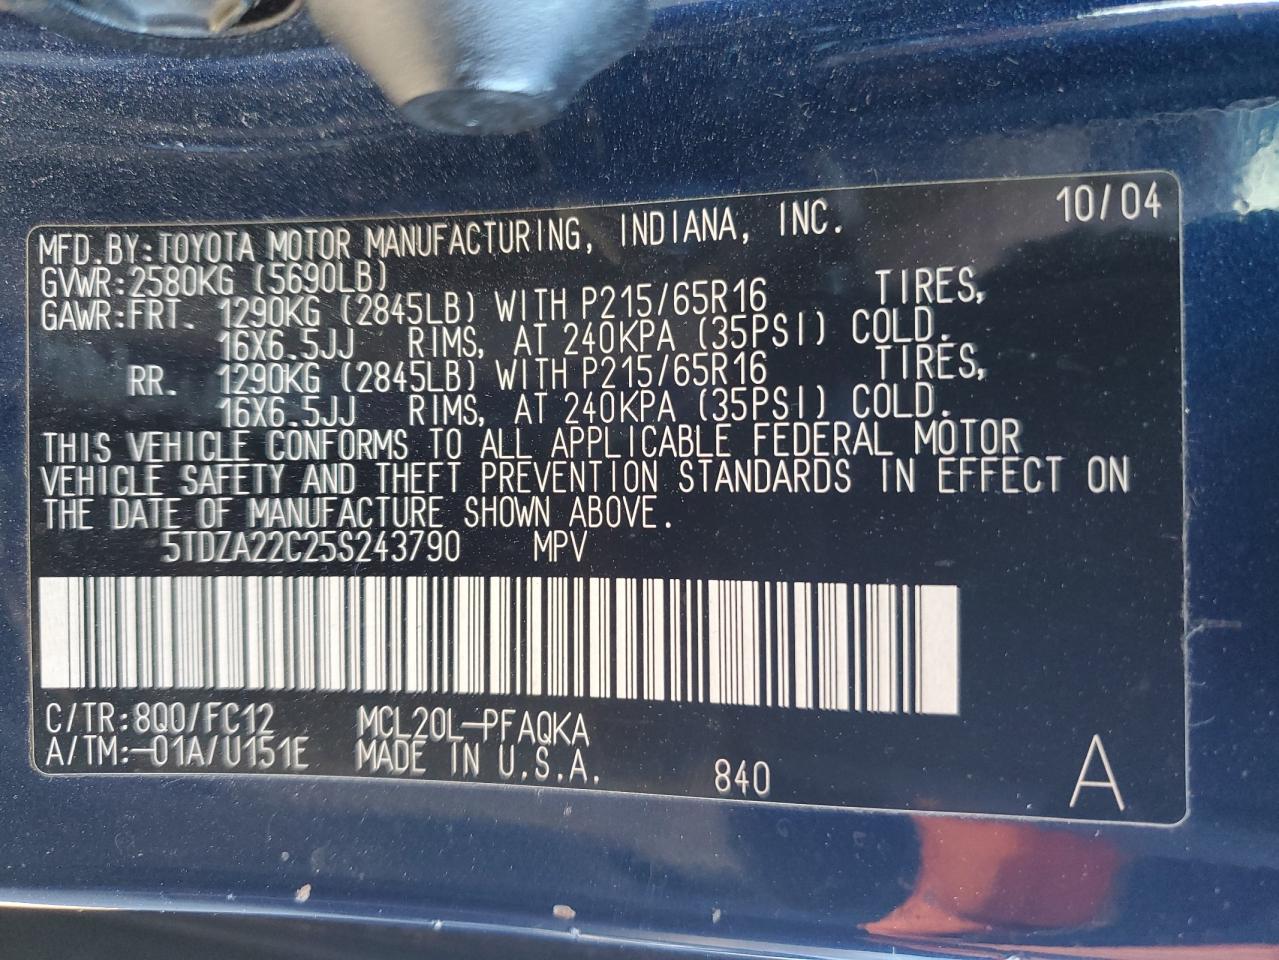 10/04
MFD.BY:TOYOTA MOTOR MANUFACTURING, INDIANA, INC.
GVWR:2580KG (5690LB)
GAWR:FRT. 1290KG (2845LB) WITH P215/65R16 TIRES,
16X6.5JJ RIMS, AT 240KPA (35PSI) COLD.
RR. 1290KG (2845LB) WITH P215/65R16 TIRES,
16X6.5JJ RIMS, AT 240KPA (35PSI) COLD.
THIS VEHICLE CONFORMS TO ALL APPLICABLE FEDERAL MOTOR
VEHICLE SAFETY AND THEFT PREVENTION STANDARDS IN EFFECT ON
THE DATE OF MANUFACTURE SHOWN ABOVE.
5TDZA22C25S243790 MPV
C/TR:8Q0/FC12 MCL20L-PFAQKA
A/TM:-01A/U151E MADE IN U.S.A. 840 A